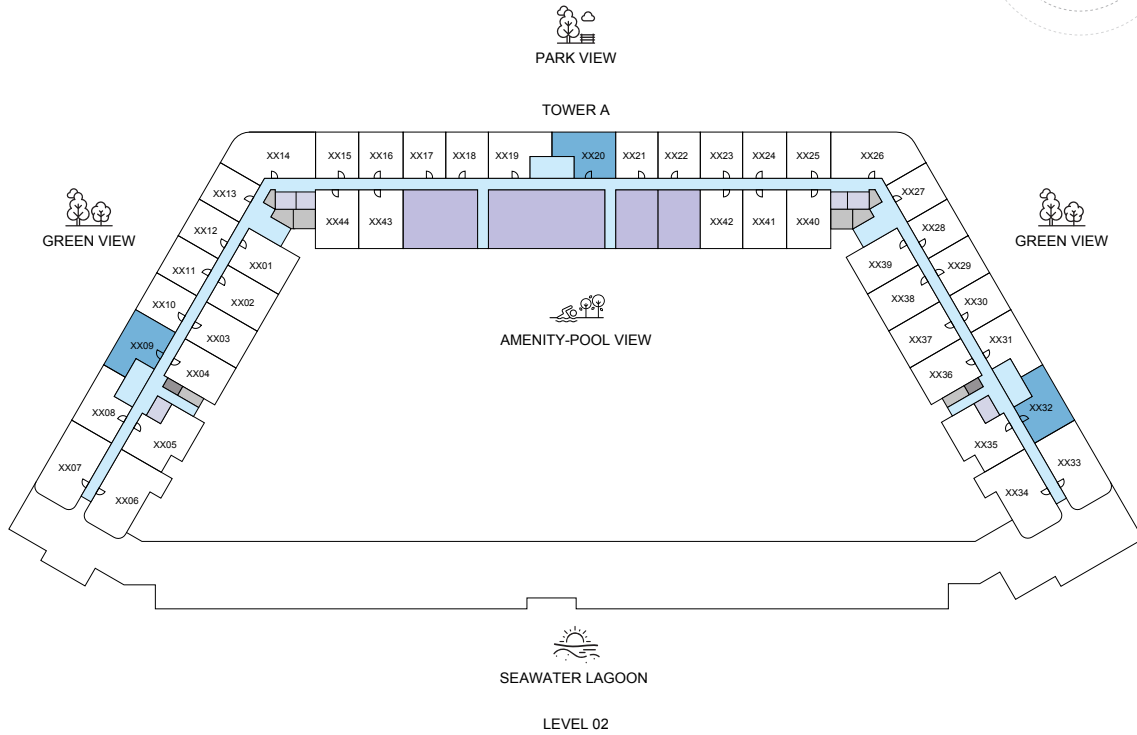 PARK VIEW
TOWER A
XX14
XX15
XX16
XX17
XX18
XX19
XX20
XX21
XX22
XX23
XX24
XX25
XX26
XX13
XX27
XX44
XX43
XX42
XX41
XX40
XX12
XX28
GREEN VIEW
GREEN VIEW
XX11
XX01
XX39
XX29
XX10
XX02
XX38
XX30
XX09
XX03
AMENITY-POOL VIEW
XX37
XX31
XX04
XX36
XX08
XX32
XX05
XX35
XX07
XX33
XX06
XX34
SEAWATER LAGOON
LEVEL 02